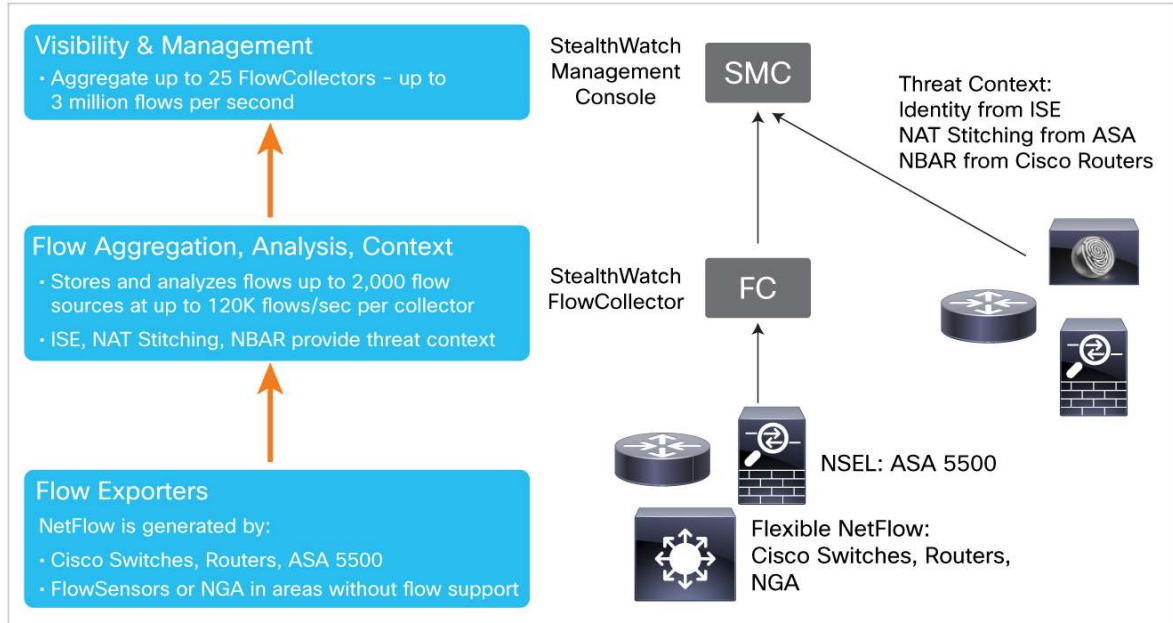 Visibility & Management
· Aggregate up to 25 FlowCollectors – up to
3 million flows per second
Flow Aggregation, Analysis, Context
· Stores and analyzes flows up to 2,000 flow
sources at up to 120K flows/sec per collector
· ISE, NAT Stitching, NBAR provide threat context
Flow Exporters
NetFlow is generated by:
· Cisco Switches, Routers, ASA 5500
· FlowSensors or NGA in areas without flow support
StealthWatch
Management
Console
SMC
Threat Context:
Identity from ISE
NAT Stitching from ASA
NBAR from Cisco Routers
StealthWatch
FlowCollector
FC
NSEL: ASA 5500
Flexible NetFlow:
Cisco Switches, Routers,
NGA